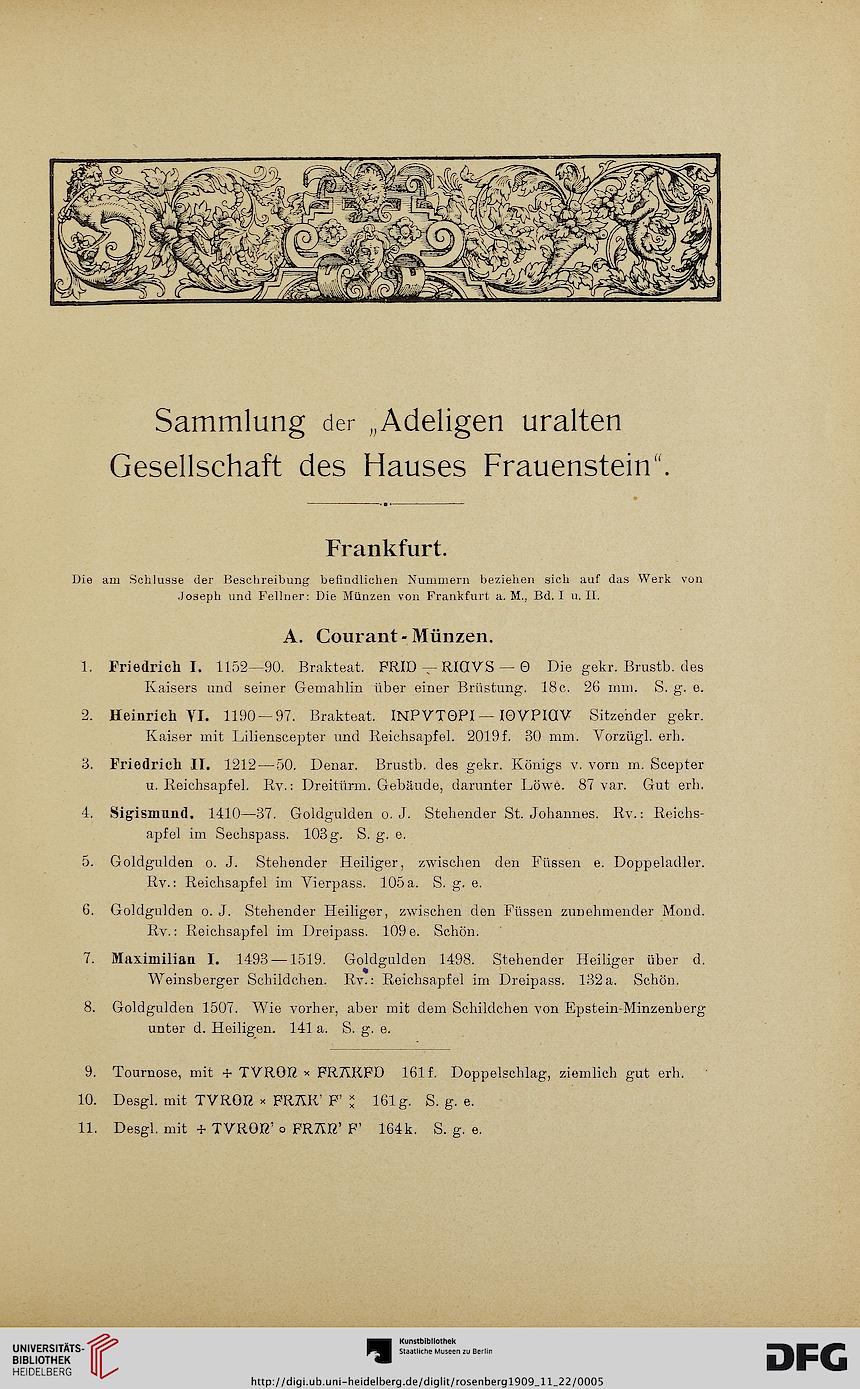 Sammlung der „Adeligen uralten
Gesellschaft des Hauses Frauenstein“.
Frankfurt.
Die am Schlusse der Beschreibung befindlichen Nummern beziehen sich auf das Werk von
Joseph und Fellner: Die Münzen von Frankfurt a. M., Bd. I u. II.
A. Courant-Münzen.
1. Friedrich I. 1152—90. Brakteat. FRID — RICVS — Θ Die gekr. Brustb. des
Kaisers und seiner Gemahlin über einer Brüstung. 18c. 26 mm. S. g. e.
2. Heinrich VI. 1190—97. Brakteat. INPVTΘPI — IΘVPICV Sitzender gekr.
Kaiser mit Lilienscepter und Reichsapfel. 2019f. 30 mm. Vorzügl. erh.
3. Friedrich II. 1212—50. Denar. Brustb. des gekr. Königs v. vorn m. Scepter
u. Reichsapfel. Rv.: Dreitürm. Gebäude, darunter Löwe. 87 var. Gut erh.
4. Sigismund. 1410—37. Goldgulden o. J. Stehender St. Johannes. Rv.: Reichs-
apfel im Sechspass. 103g. S. g. e.
5. Goldgulden o. J. Stehender Heiliger, zwischen den Füssen e. Doppeladler.
Rv.: Reichsapfel im Vierpass. 105a. S. g. e.
6. Goldgulden o. J. Stehender Heiliger, zwischen den Füssen zunehmender Mond.
Rv.: Reichsapfel im Dreipass. 109e. Schön.
7. Maximilian I. 1493—1519. Goldgulden 1498. Stehender Heiliger über d.
Weinsberger Schildchen. Rv.: Reichsapfel im Dreipass. 132a. Schön.
8. Goldgulden 1507. Wie vorher, aber mit dem Schildchen von Epstein-Minzenberg
unter d. Heiligen. 141a. S. g. e.
9. Tournose, mit + TVRON × FRANKFD 161f. Doppelschlag, ziemlich gut erh.
10. Desgl. mit TVRON × FRANK' F' × 161g. S. g. e.
11. Desgl. mit + TVRON' o FRAN' F' 164k. S. g. e.
UNIVERSITÄTS-
BIBLIOTHEK
HEIDELBERG
Kunstbibliothek
Staatliche Museen zu Berlin
DFG
http://digi.ub.uni-heidelberg.de/diglit/rosenberg1909_11_22/0005